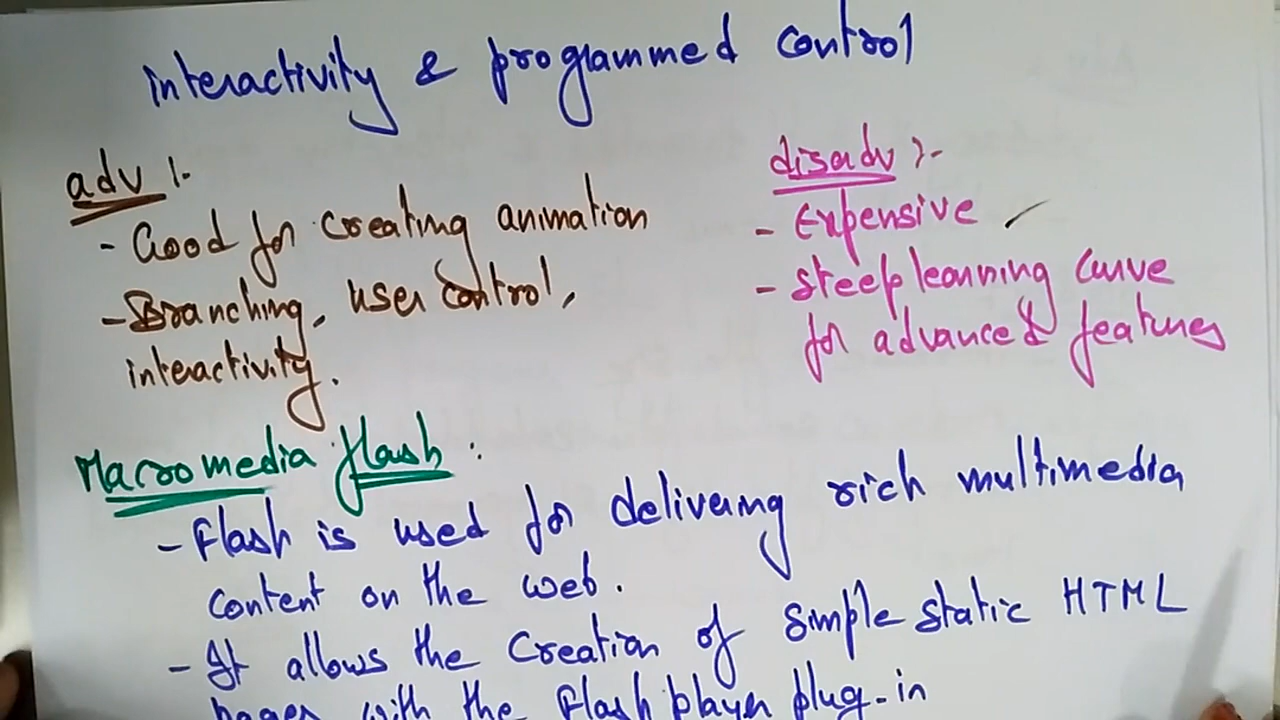 interactivity & programmed control
adv :-
- Good for creating animation
- Branching, user control,
interactivity.
disadv :-
- Expensive
- steep learning curve
for advanced features
Macromedia flash :
- Flash is used for delivering rich multimedia
content on the web.
- It allows the creation of simple static HTML
pages with the flash player plug-in